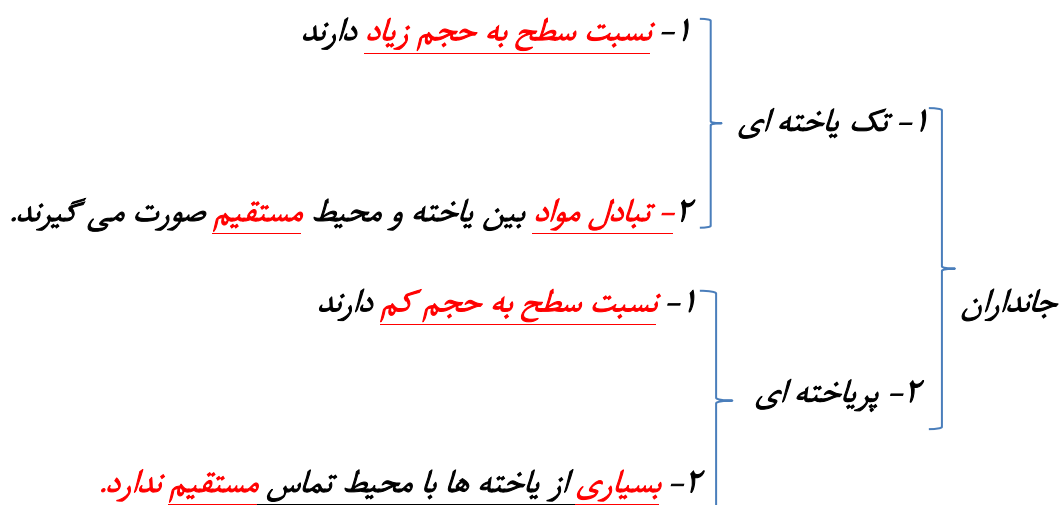 ۱- نسبت سطح به حجم زیاد دارند
۱- تک یاخته ای
۲- تبادل مواد بین یاخته و محیط مستقیم صورت می گیرند.
۱- نسبت سطح به حجم کم دارند
جانداران
۲- پریاخته ای
۲- بسیاری از یاخته ها با محیط تماس مستقیم ندارد.